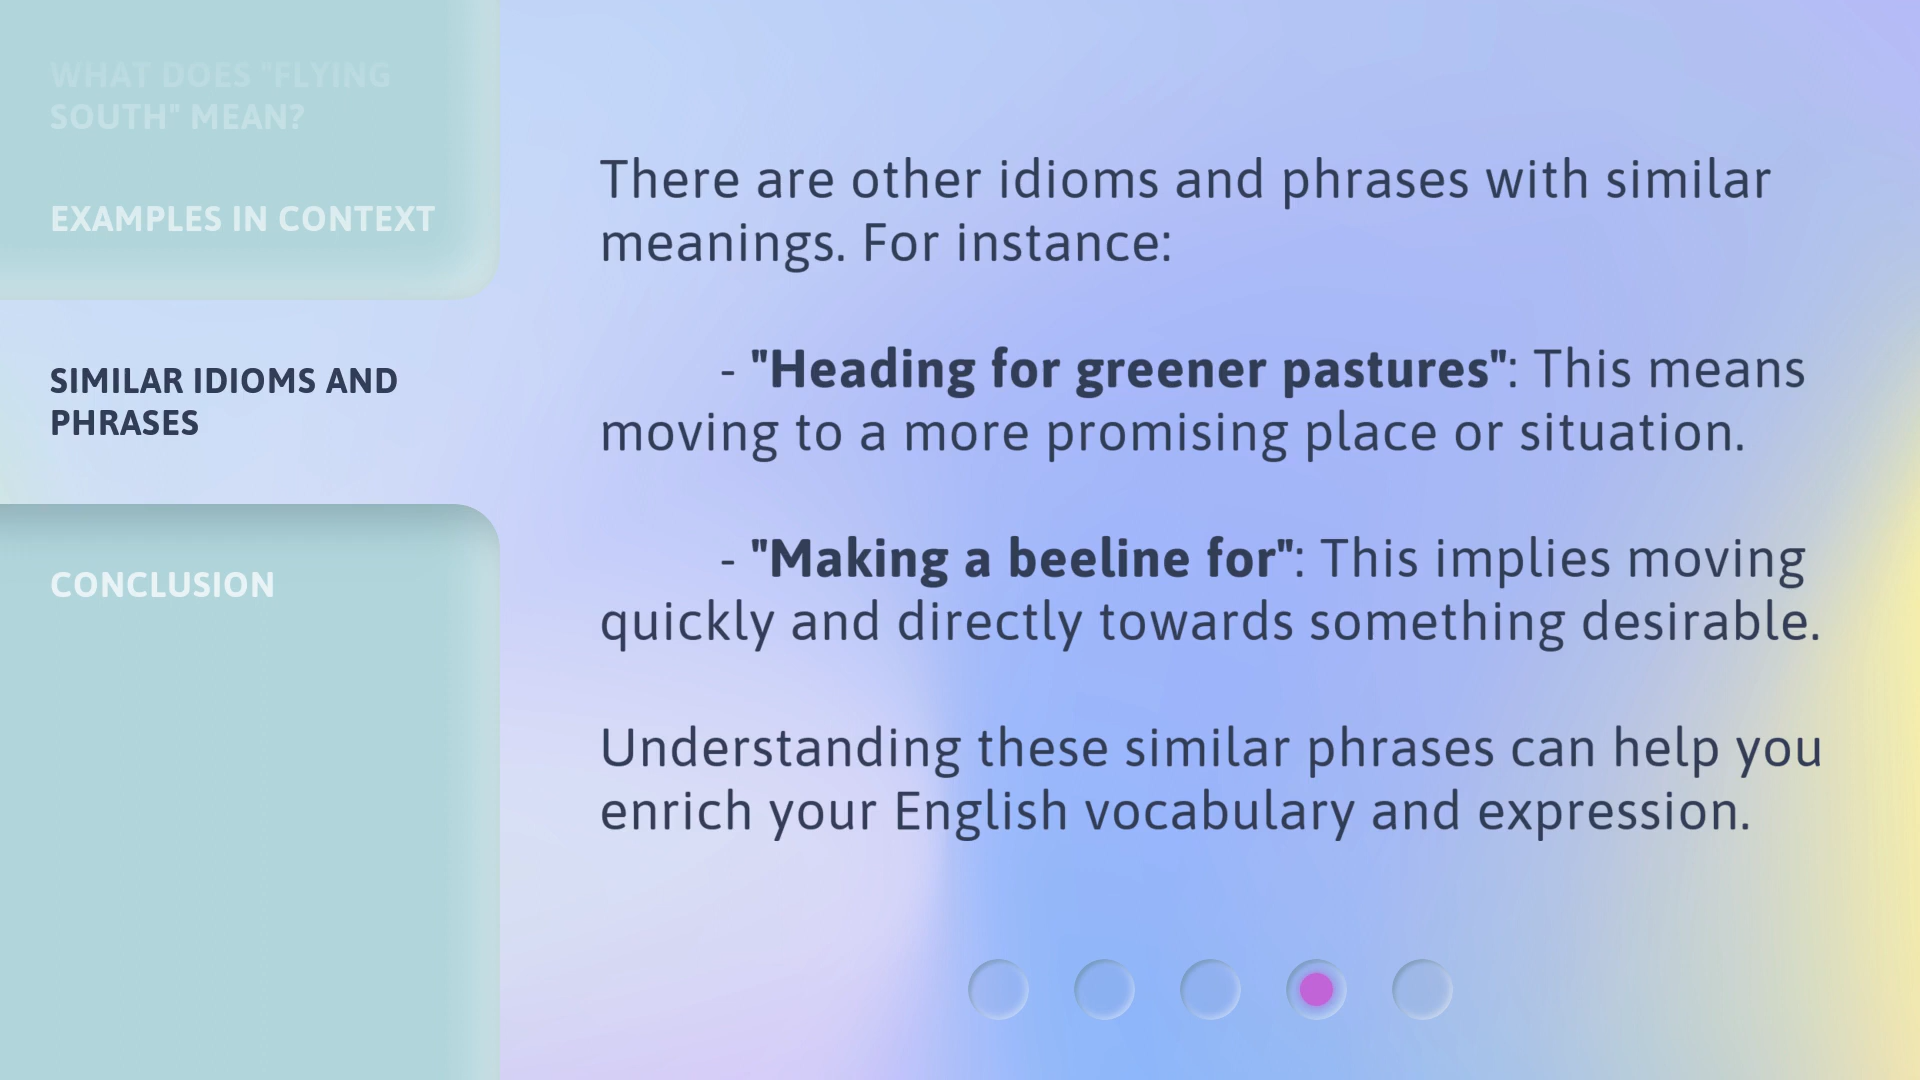 WHAT DOES "FLYING
SOUTH" MEAN?
EXAMPLES IN CONTEXT
SIMILAR IDIOMS AND
PHRASES
CONCLUSION
There are other idioms and phrases with similar
meanings. For instance:
- "Heading for greener pastures": This means
moving to a more promising place or situation.
- "Making a beeline for": This implies moving
quickly and directly towards something desirable.
Understanding these similar phrases can help you
enrich your English vocabulary and expression.